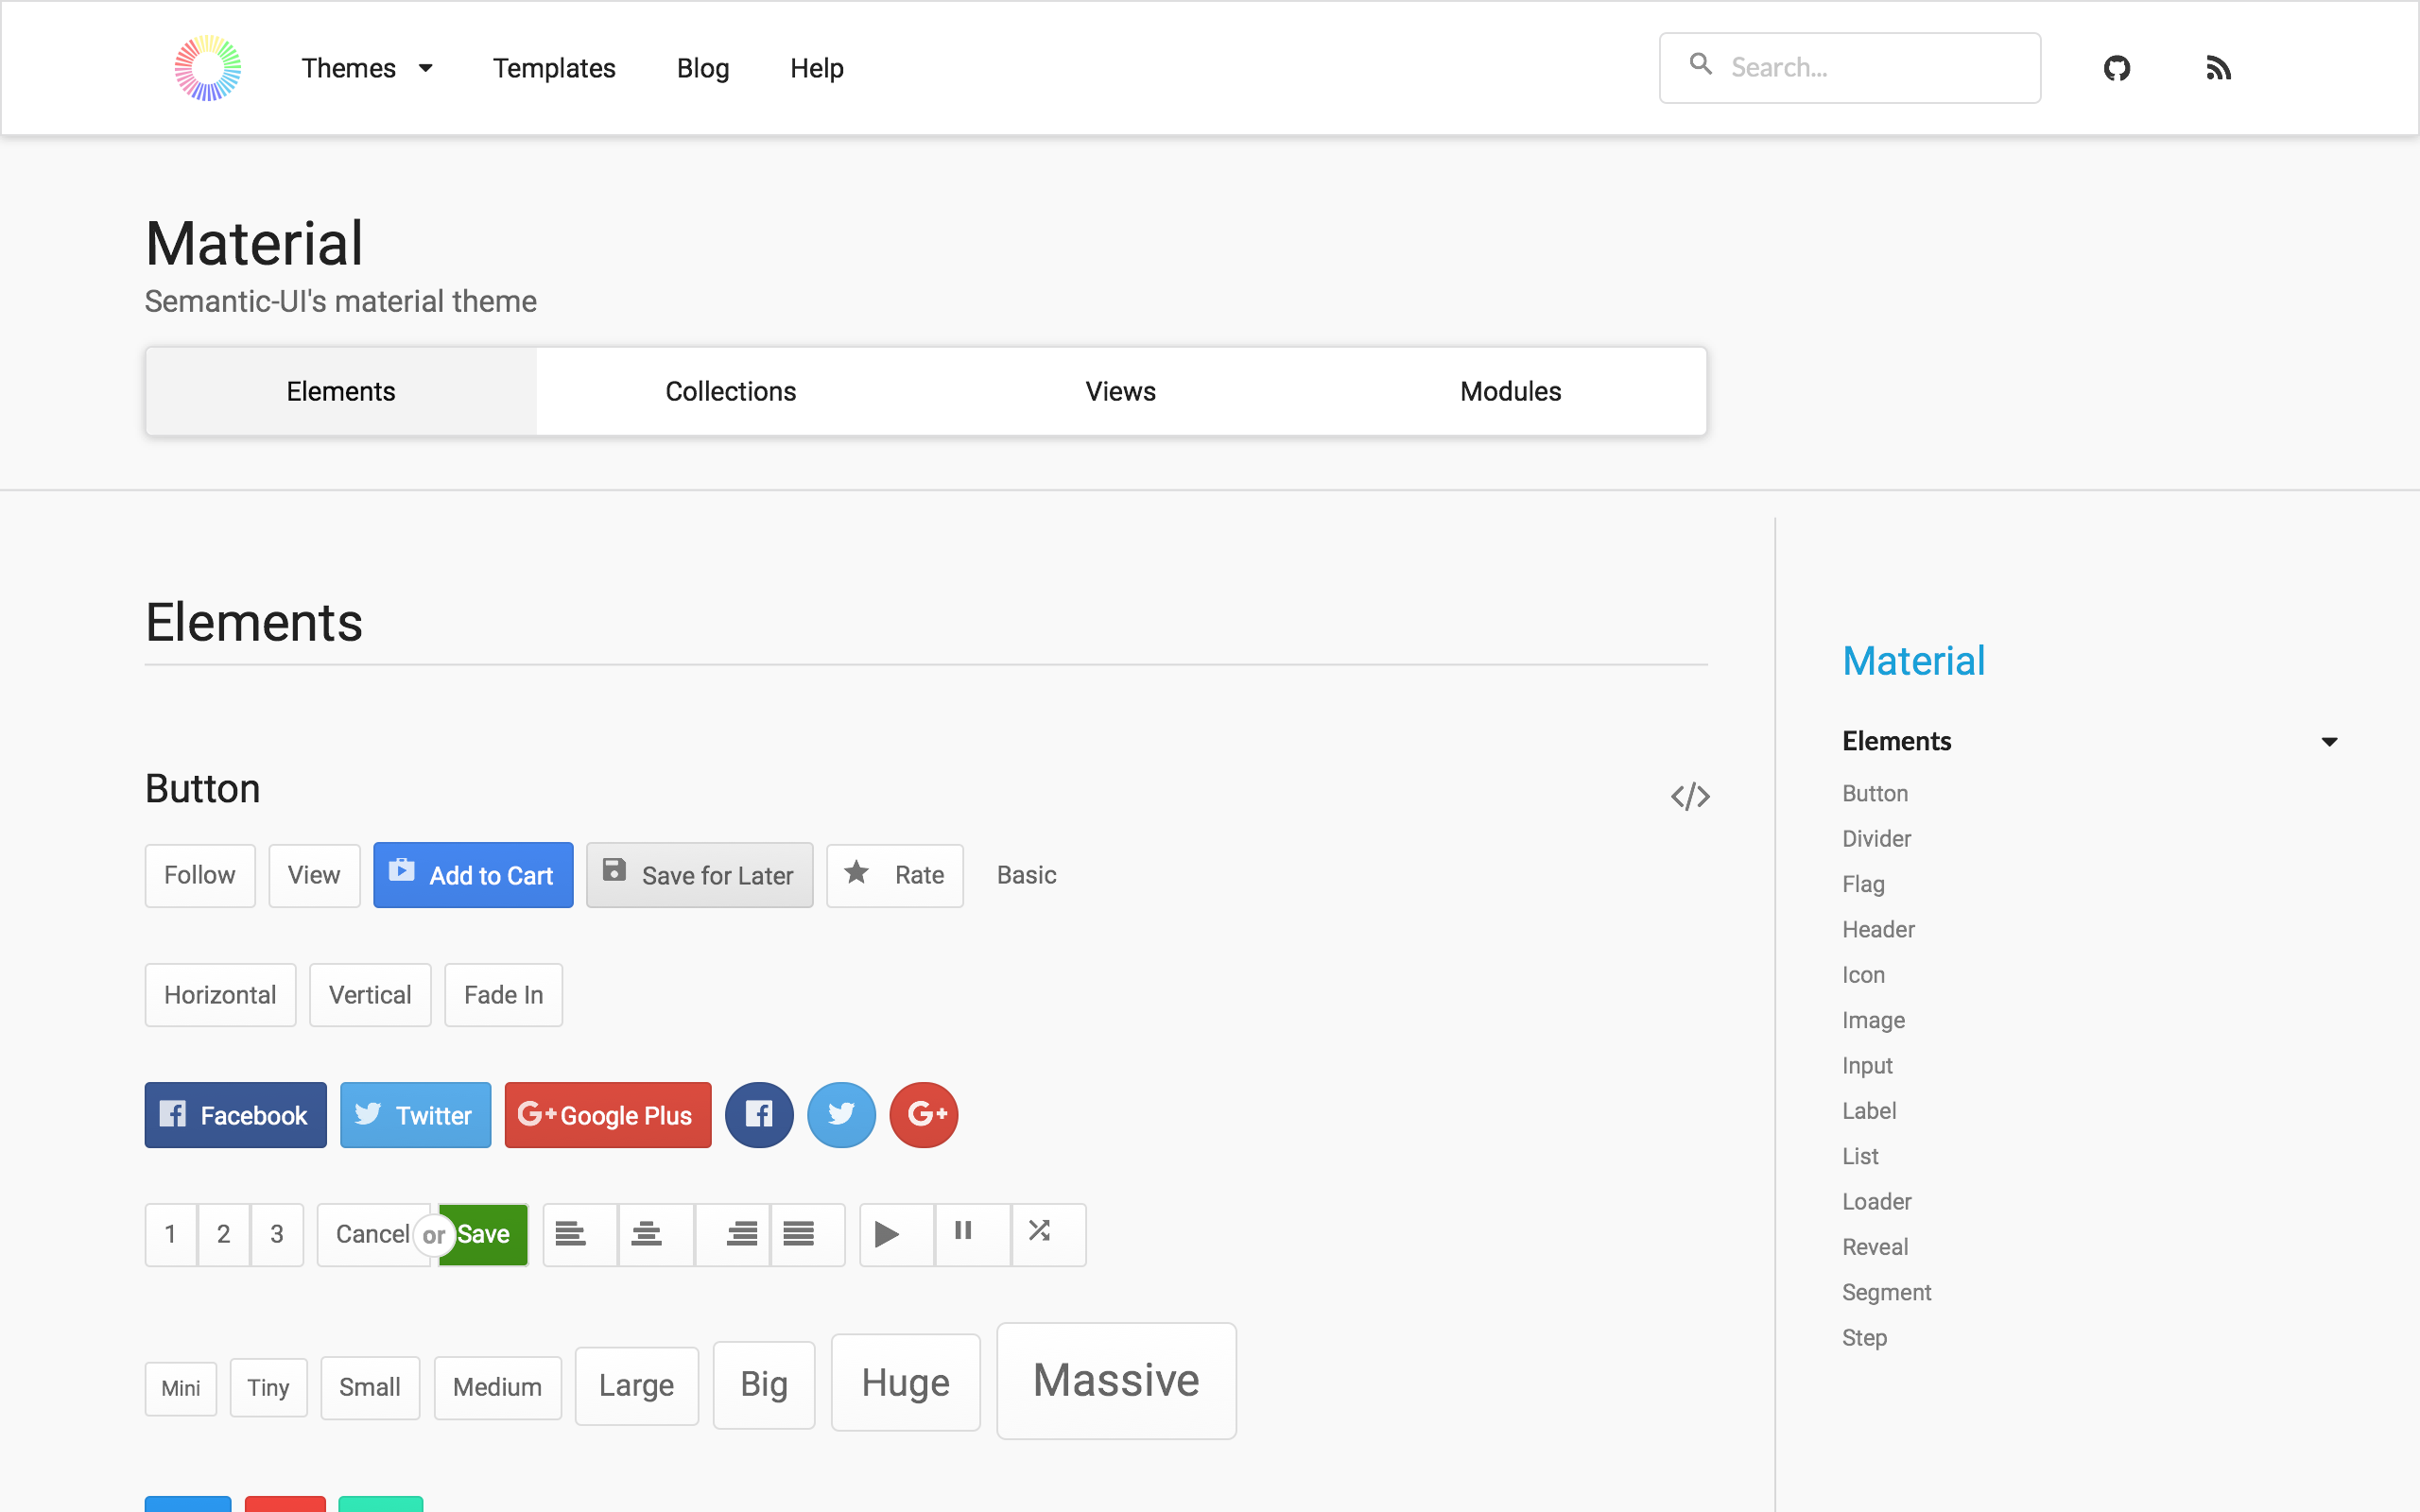 Themes Templates Blog Help Search...
Material
Semantic-UI's material theme
Elements Collections Views Modules
Elements
Button
Follow View Add to Cart Save for Later Rate Basic
Horizontal Vertical Fade In
Facebook Twitter G+ Google Plus G+
1 2 3 Cancel or Save
Mini Tiny Small Medium Large Big Huge Massive
Material
Elements
Button
Divider
Flag
Header
Icon
Image
Input
Label
List
Loader
Reveal
Segment
Step